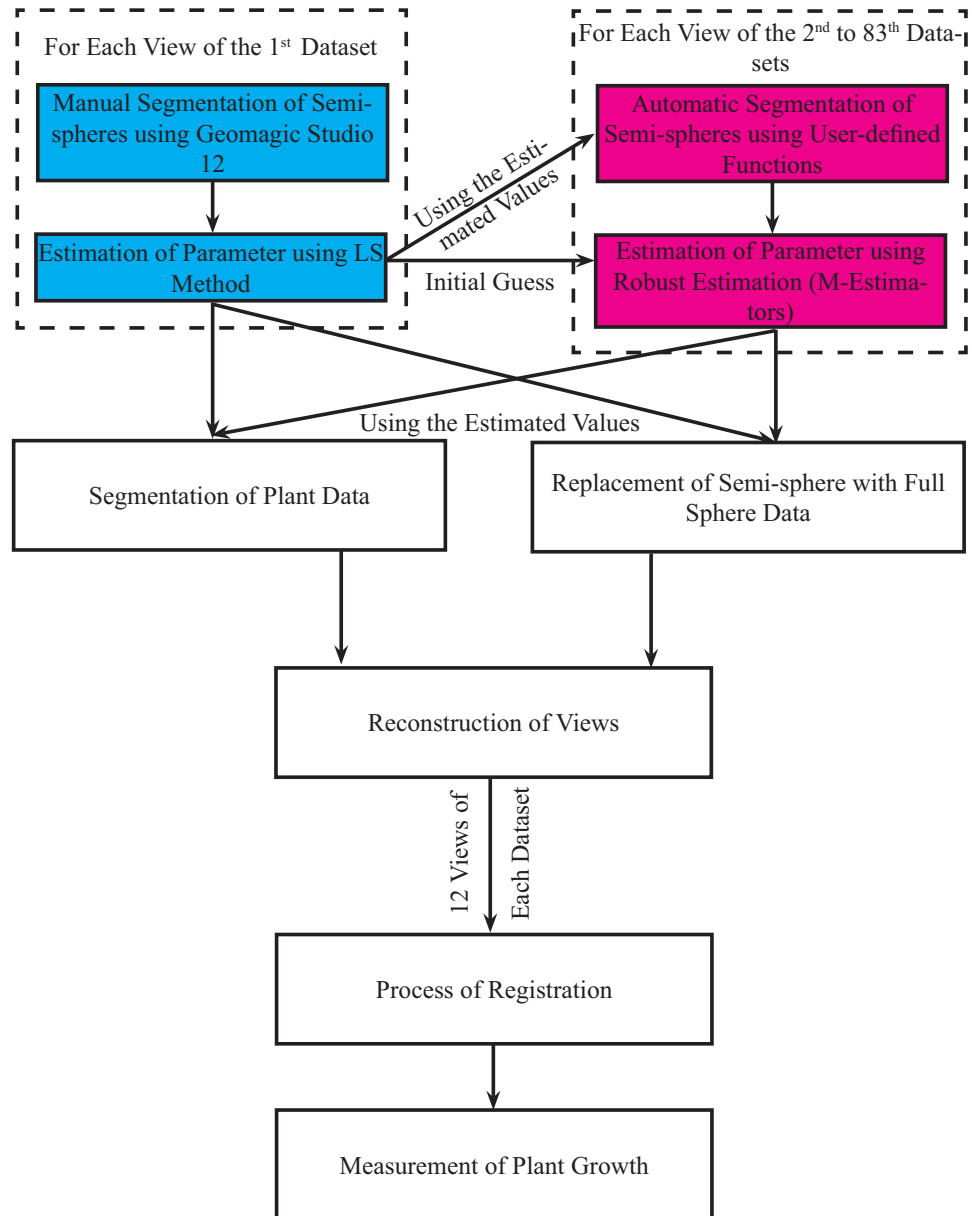 For Each View of the 1st Dataset
Manual Segmentation of Semi-
spheres using Geomagic Studio
12
Estimation of Parameter using LS
Method
For Each View of the 2nd to 83th Data-
sets
Automatic Segmentation of
Semi-spheres using User-defined
Functions
Estimation of Parameter using
Robust Estimation (M-Estima-
tors)
Using the Esti-
mated Values
Initial Guess
Using the Estimated Values
Segmentation of Plant Data
Replacement of Semi-sphere with Full
Sphere Data
Reconstruction of Views
12 Views of
Each Dataset
Process of Registration
Measurement of Plant Growth